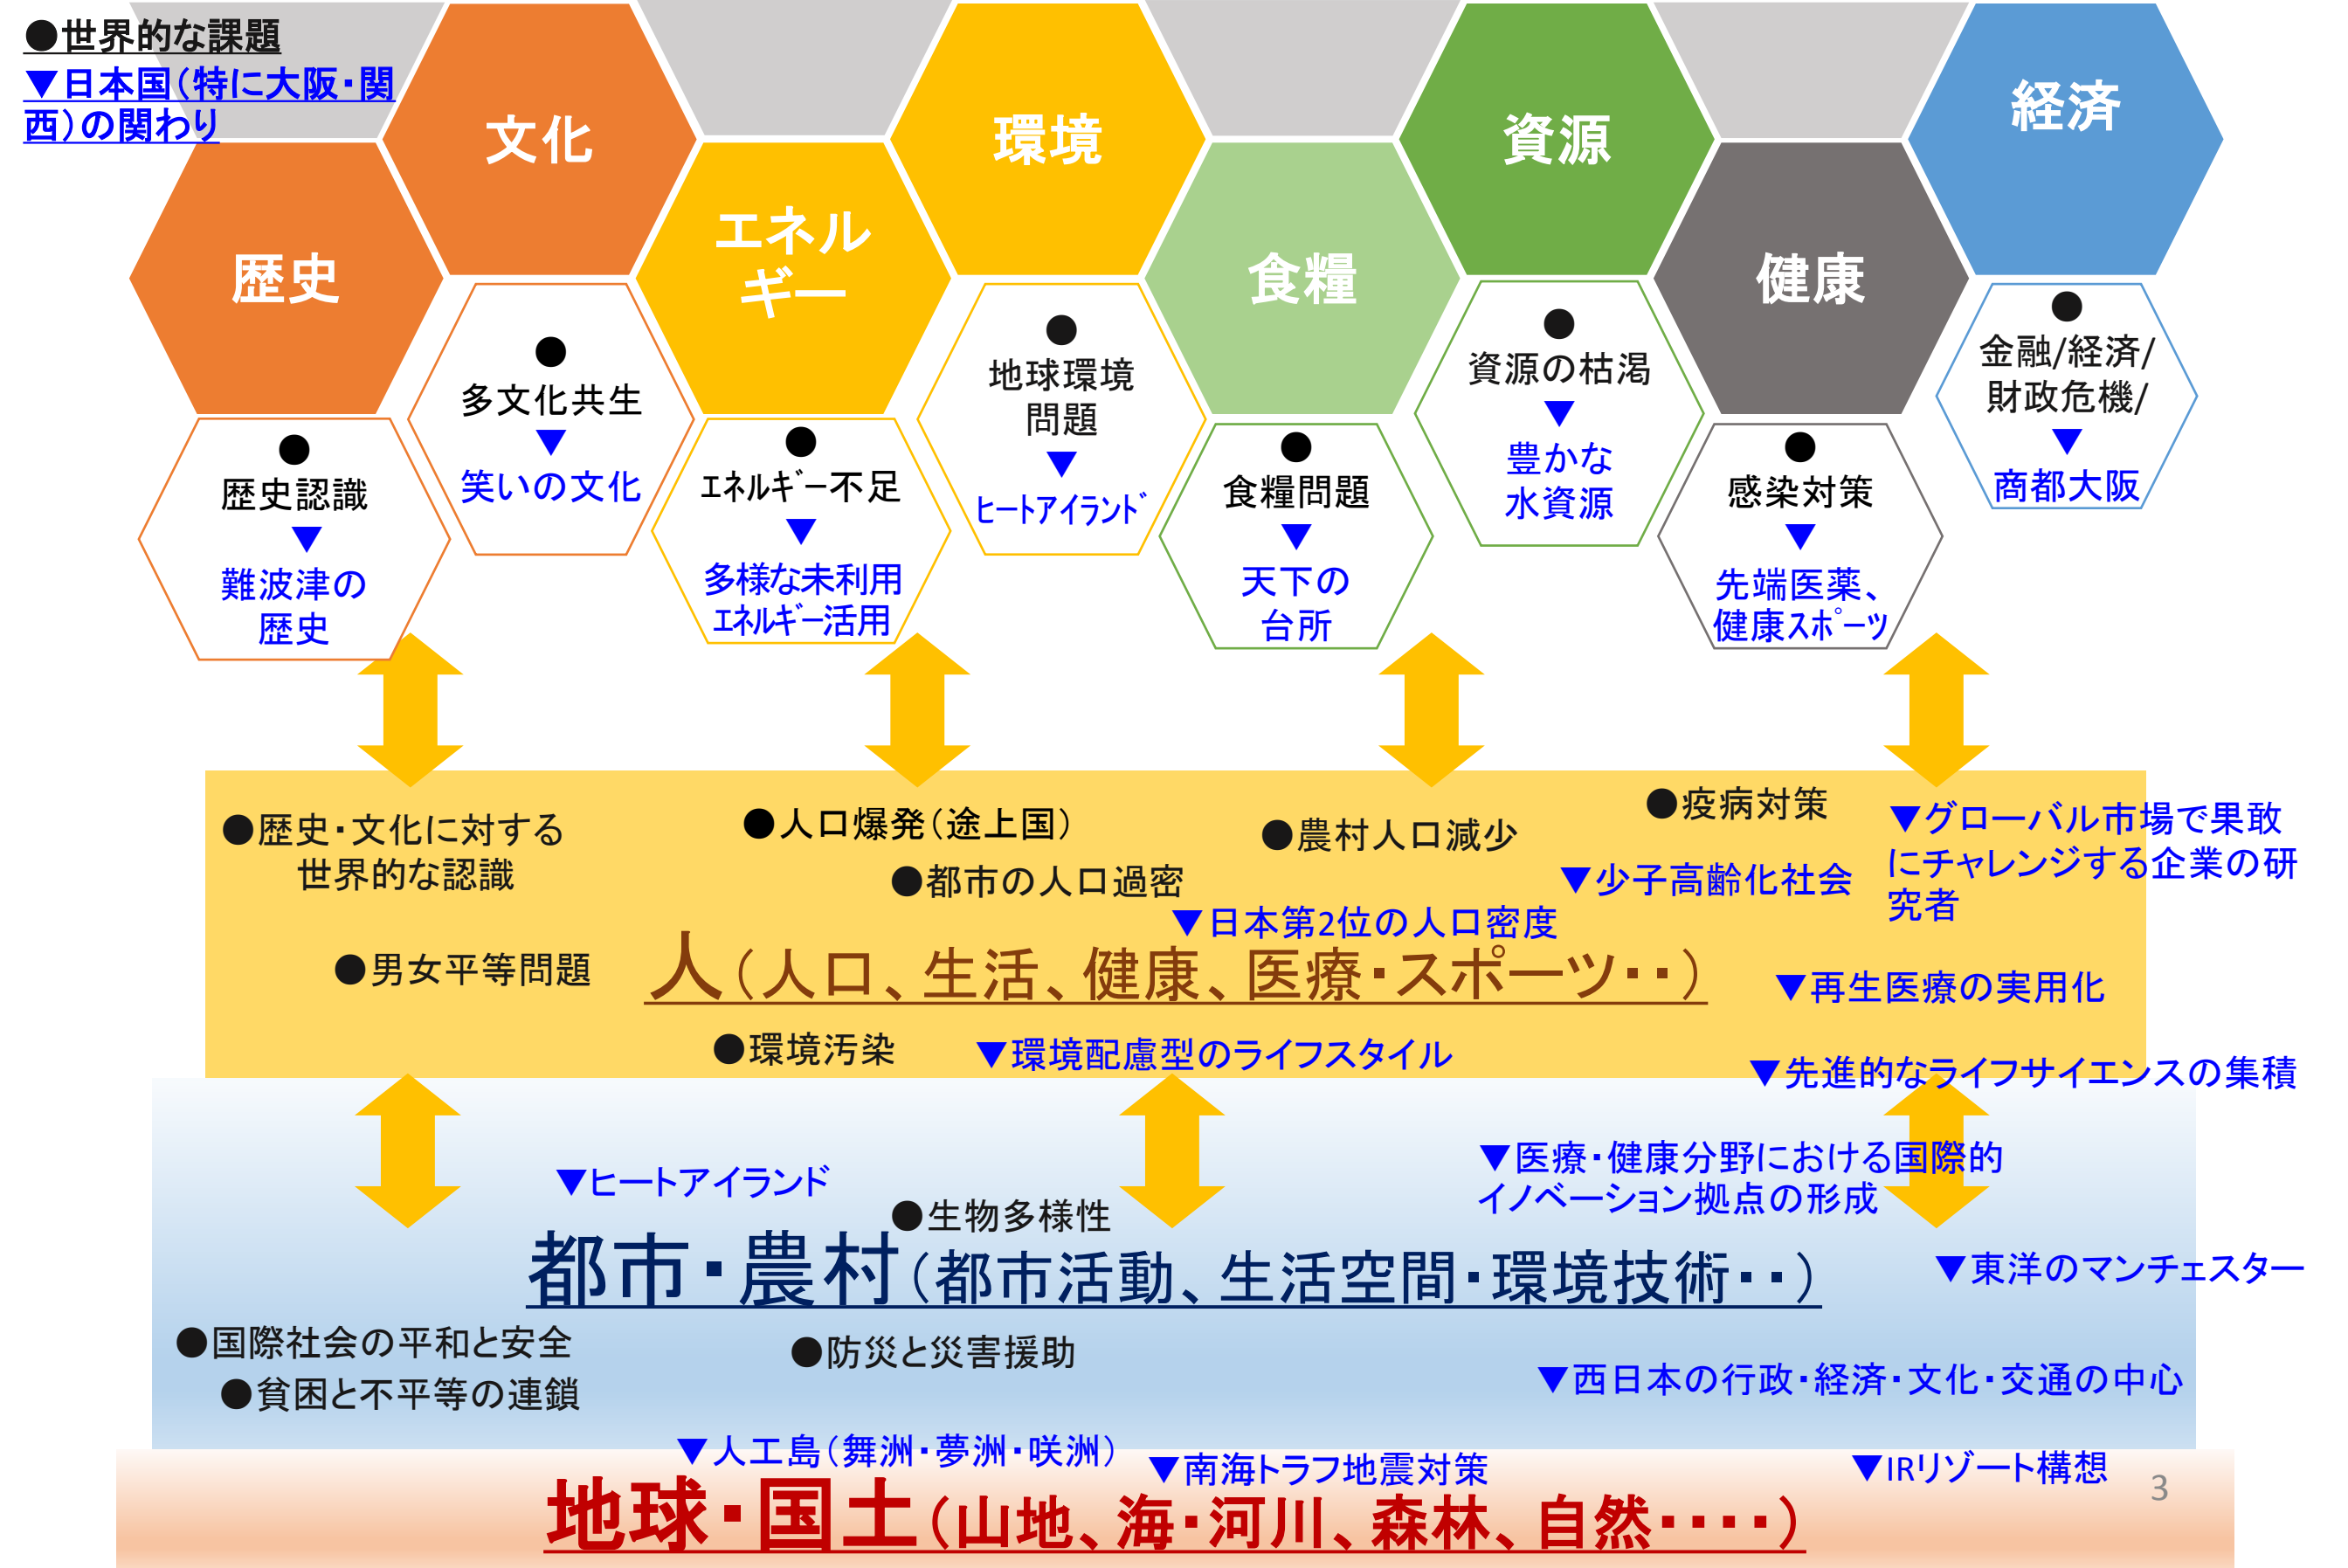 ●世界的な課題
▼日本国（特に大阪・関
西）の関わり
文化
環境
資源
経済
歴史
エネル
ギー
食糧
健康
●
多文化共生
▼
笑いの文化
●
地球環境
問題
▼
ﾋｰﾄアイランﾄﾞ
●
資源の枯渇
▼
豊かな
水資源
●
金融/経済/
財政危機/
▼
商都大阪
●
歴史認識
▼
難波津の
歴史
●
ｴﾈﾙｷﾞｰ不足
▼
多様な未利用
ｴﾈﾙｷﾞｰ活用
●
食糧問題
▼
天下の
台所
●
感染対策
▼
先端医薬、
健康ｽﾎﾟｰﾂ
●歴史・文化に対する
世界的な認識
●人口爆発（途上国）
●都市の人口過密
●農村人口減少
●疫病対策
▼グローバル市場で果敢
にチャレンジする企業の研
究者
▼少子高齢化社会
▼日本第2位の人口密度
●男女平等問題
人（人口、生活、健康、医療・スポーツ・・）
▼再生医療の実用化
●環境汚染
▼環境配慮型のライフスタイル
▼先進的なライフサイエンスの集積
▼ヒートアイランド
●生物多様性
▼医療・健康分野における国際的
イノベーション拠点の形成
都市・農村（都市活動、生活空間・環境技術・・）
▼東洋のマンチェスター
●国際社会の平和と安全
●防災と災害援助
●貧困と不平等の連鎖
▼西日本の行政・経済・文化・交通の中心
▼人工島（舞洲・夢洲・咲洲）
▼南海トラフ地震対策
▼IRリゾート構想
3
地球・国土（山地、海・河川、森林、自然・・・・）